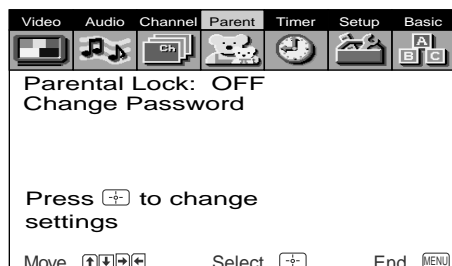 Video Audio Channel Parent Timer Setup Basic
Ch A B C
Parental Lock: OFF
Change Password
Press to change
settings
Move Select End MENU